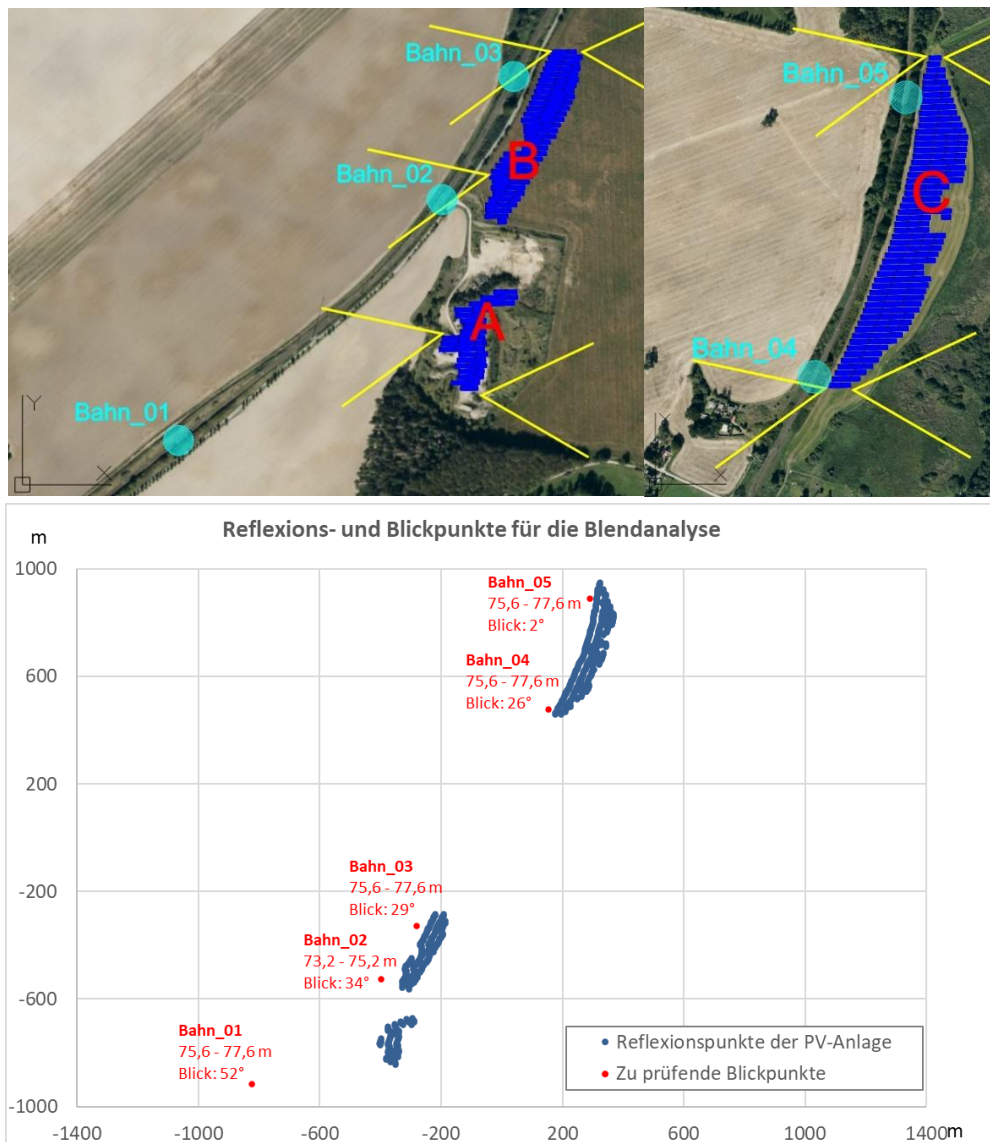 Bahn_03
B
Bahn_02
A
Bahn_01
Y
X
Bahn_05
C
Bahn_04
X
Reflexions- und Blickpunkte für die Blendanalyse
m
1000
600
200
-200
-600
-1000
Bahn_05
75,6 - 77,6 m
Blick: 2°
Bahn_04
75,6 - 77,6 m
Blick: 26°
Bahn_03
75,6 - 77,6 m
Blick: 29°
Bahn_02
73,2 - 75,2 m
Blick: 34°
Bahn_01
75,6 - 77,6 m
Blick: 52°
Reflexionspunkte der PV-Anlage
Zu prüfende Blickpunkte
-1400 -1000 -600 -200 200 600 1000 1400 m